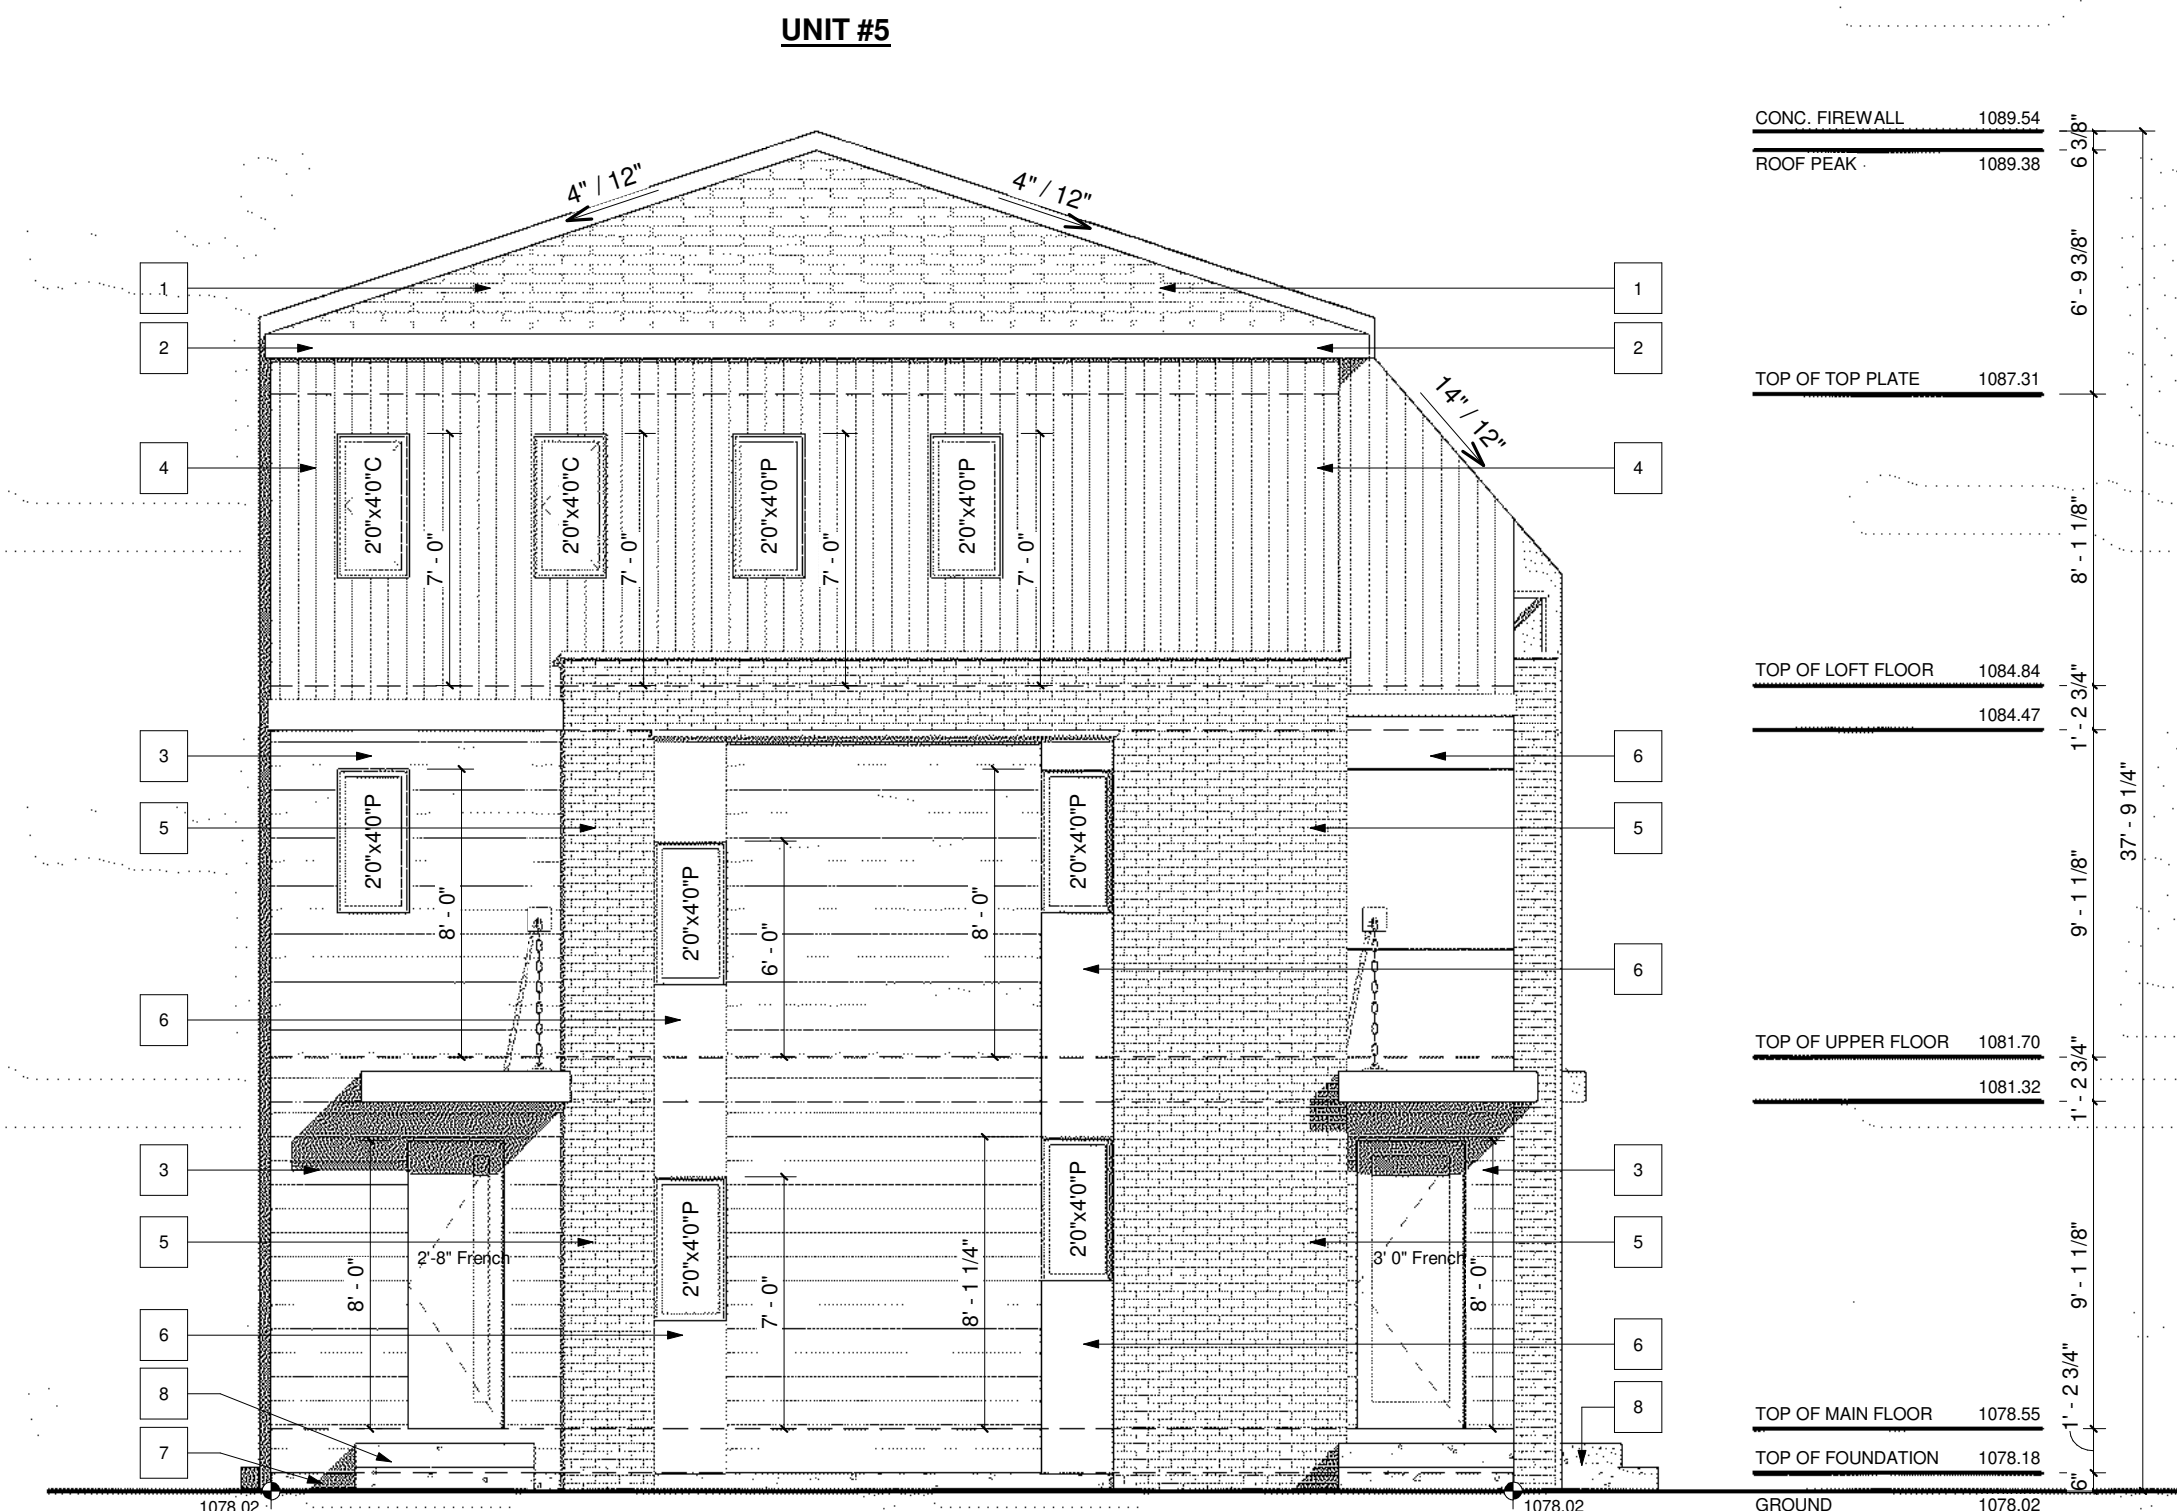 UNIT #5
CONC. FIREWALL 1089.54
6 3/8"
ROOF PEAK 1089.38
4" / 12"
4" / 12"
6' - 9 3/8"
1
1
2
2
TOP OF TOP PLATE 1087.31
14" / 12"
4
2'0"x4'0"C
2'0"x4'0"C
2'0"x4'0"P
2'0"x4'0"P
4
7' - 0"
7' - 0"
7' - 0"
7' - 0"
8' - 1 1/8"
TOP OF LOFT FLOOR 1084.84
1' - 2 3/4"
1084.47
3
6
5
2'0"x4'0"P
2'0"x4'0"P
5
37' - 9 1/4"
8' - 0"
2'0"x4'0"P
6' - 0"
8' - 0"
9' - 1 1/8"
6
6
TOP OF UPPER FLOOR 1081.70
1' - 2 3/4"
1081.32
3
3
2'0"x4'0"P
5
2'0"x4'0"P
5
2'-8" French
3' 0" French
8' - 0"
7' - 0"
8' - 1 1/4"
8' - 0"
9' - 1 1/8"
6
6
8
8
1' - 2 3/4"
TOP OF MAIN FLOOR 1078.55
7
TOP OF FOUNDATION 1078.18
6"
1078.02
1078.02
GROUND 1078.02